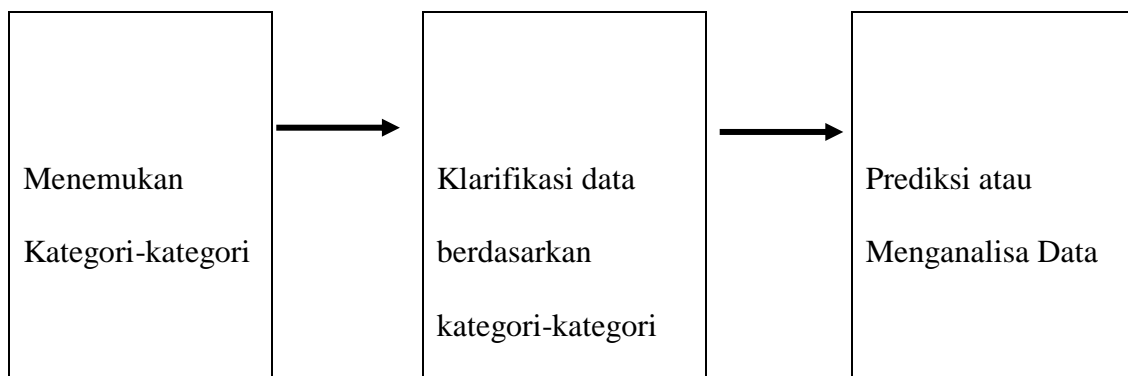 Menemukan
Kategori-kategori
Klarifikasi data
berdasarkan
kategori-kategori
Prediksi atau
Menganalisa Data